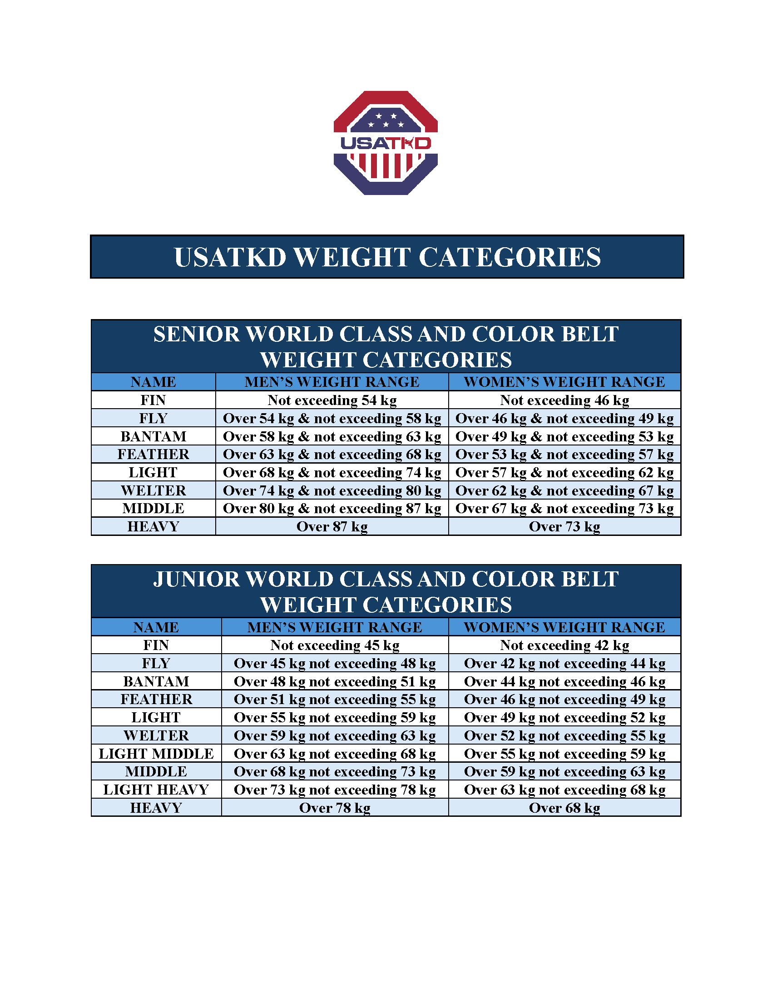 USATKD
USATKD WEIGHT CATEGORIES
SENIOR WORLD CLASS AND COLOR BELT
WEIGHT CATEGORIES
NAME MEN’S WEIGHT RANGE WOMEN’S WEIGHT RANGE
FIN Not exceeding 54 kg Not exceeding 46 kg
FLY Over 54 kg & not exceeding 58 kg Over 46 kg & not exceeding 49 kg
BANTAM Over 58 kg & not exceeding 63 kg Over 49 kg & not exceeding 53 kg
FEATHER Over 63 kg & not exceeding 68 kg Over 53 kg & not exceeding 57 kg
LIGHT Over 68 kg & not exceeding 74 kg Over 57 kg & not exceeding 62 kg
WELTER Over 74 kg & not exceeding 80 kg Over 62 kg & not exceeding 67 kg
MIDDLE Over 80 kg & not exceeding 87 kg Over 67 kg & not exceeding 73 kg
HEAVY Over 87 kg Over 73 kg
JUNIOR WORLD CLASS AND COLOR BELT
WEIGHT CATEGORIES
NAME MEN’S WEIGHT RANGE WOMEN’S WEIGHT RANGE
FIN Not exceeding 45 kg Not exceeding 42 kg
FLY Over 45 kg not exceeding 48 kg Over 42 kg not exceeding 44 kg
BANTAM Over 48 kg not exceeding 51 kg Over 44 kg not exceeding 46 kg
FEATHER Over 51 kg not exceeding 55 kg Over 46 kg not exceeding 49 kg
LIGHT Over 55 kg not exceeding 59 kg Over 49 kg not exceeding 52 kg
WELTER Over 59 kg not exceeding 63 kg Over 52 kg not exceeding 55 kg
LIGHT MIDDLE Over 63 kg not exceeding 68 kg Over 55 kg not exceeding 59 kg
MIDDLE Over 68 kg not exceeding 73 kg Over 59 kg not exceeding 63 kg
LIGHT HEAVY Over 73 kg not exceeding 78 kg Over 63 kg not exceeding 68 kg
HEAVY Over 78 kg Over 68 kg